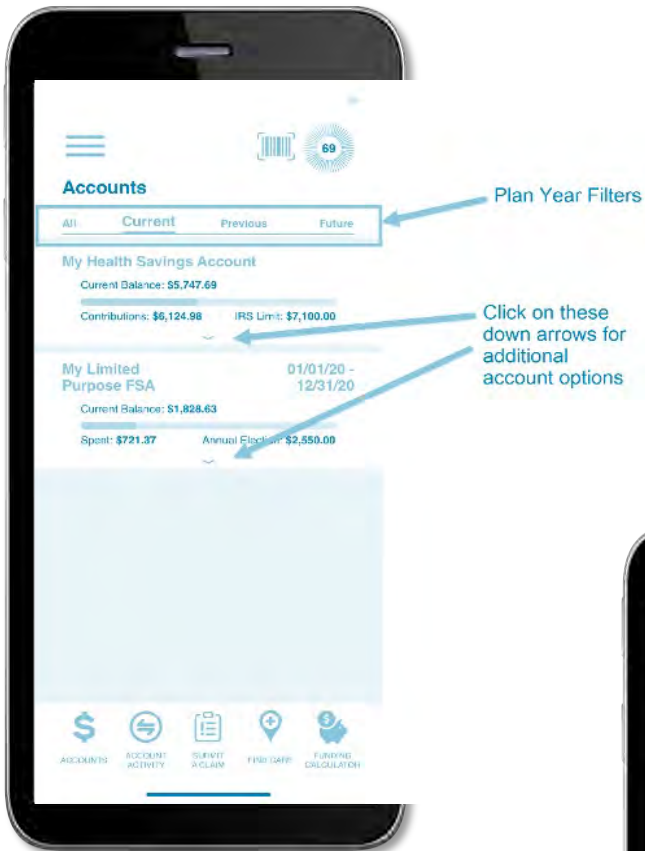 69
Accounts
All Current Previous Future
Plan Year Filters
My Health Savings Account
Current Balance: $5,747.69
Contributions: $6,124.98 IRS Limit: $7,100.00
Click on these
down arrows for
additional
account options
My Limited 01/01/20 -
Purpose FSA 12/31/20
Current Balance: $1,828.63
Spent: $721.37 Annual Election: $2,550.00
ACCOUNTS ACCOUNT SUBMIT FIND CARE FUNDING
ACTIVITY A CLAIM CALCULATOR